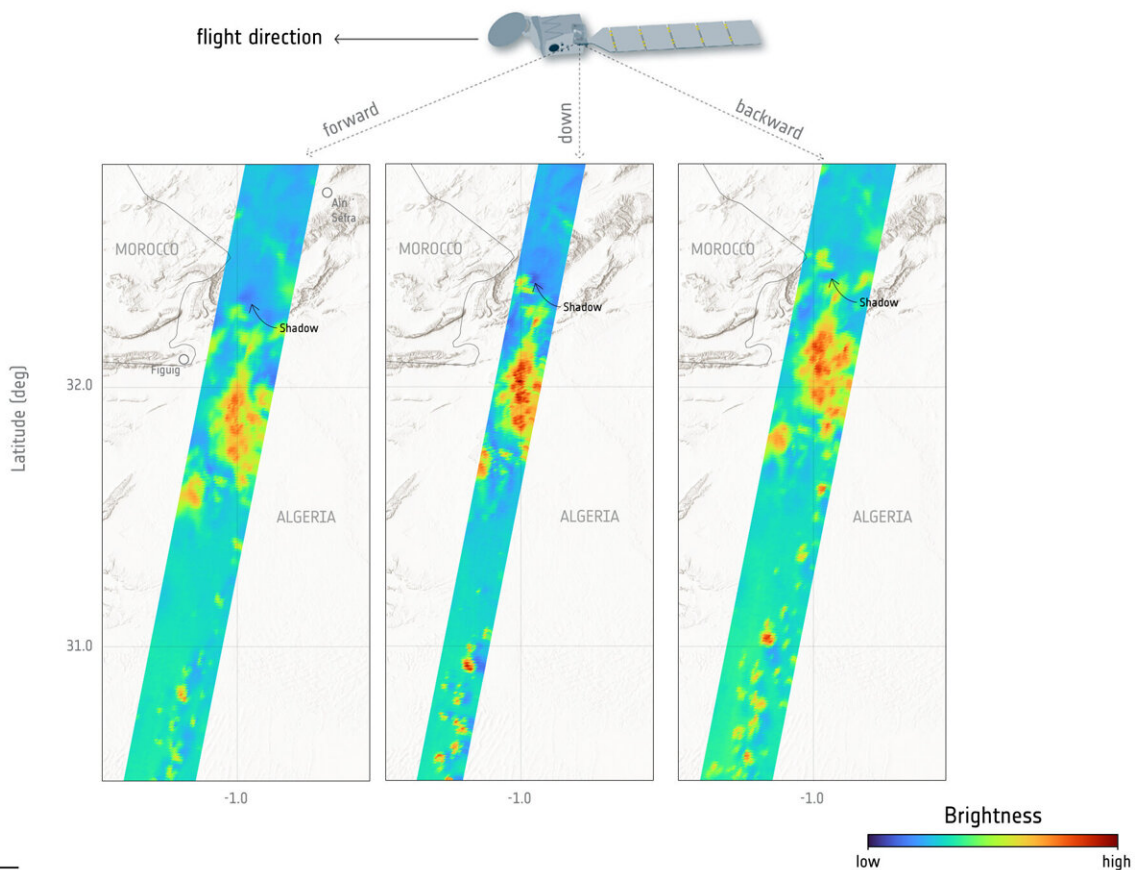 flight direction
forward
down
backward
Ain
Sefra
MOROCCO
Shadow
Figuig
ALGERIA
MOROCCO
Shadow
ALGERIA
MOROCCO
Shadow
ALGERIA
Latitude (deg)
32.0
31.0
-1.0
-1.0
-1.0
Brightness
low
high